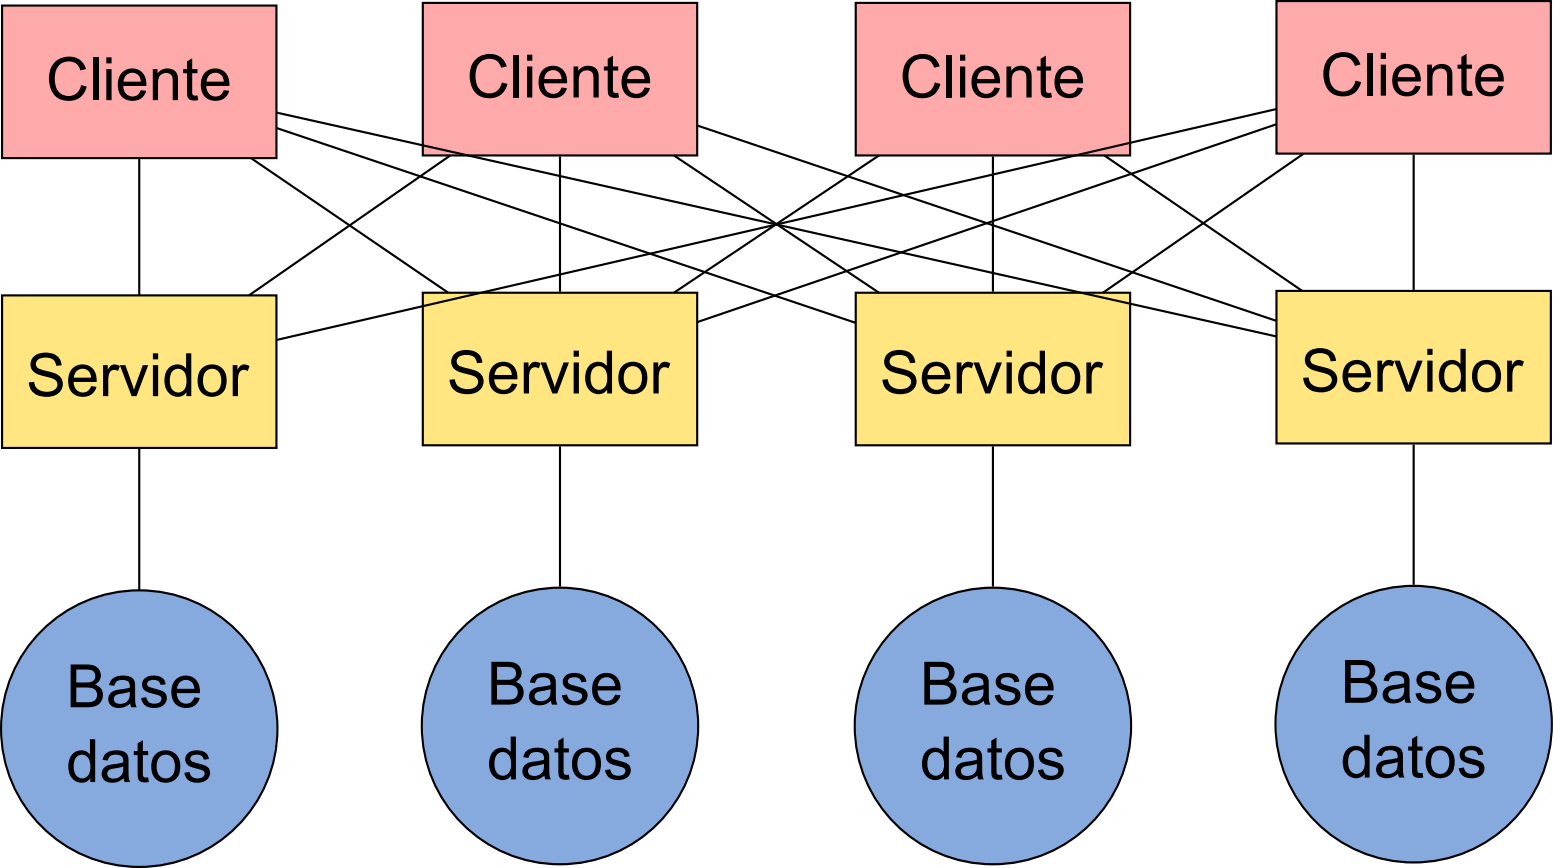 Cliente
Cliente
Cliente
Cliente
Servidor
Servidor
Servidor
Servidor
Base
datos
Base
datos
Base
datos
Base
datos